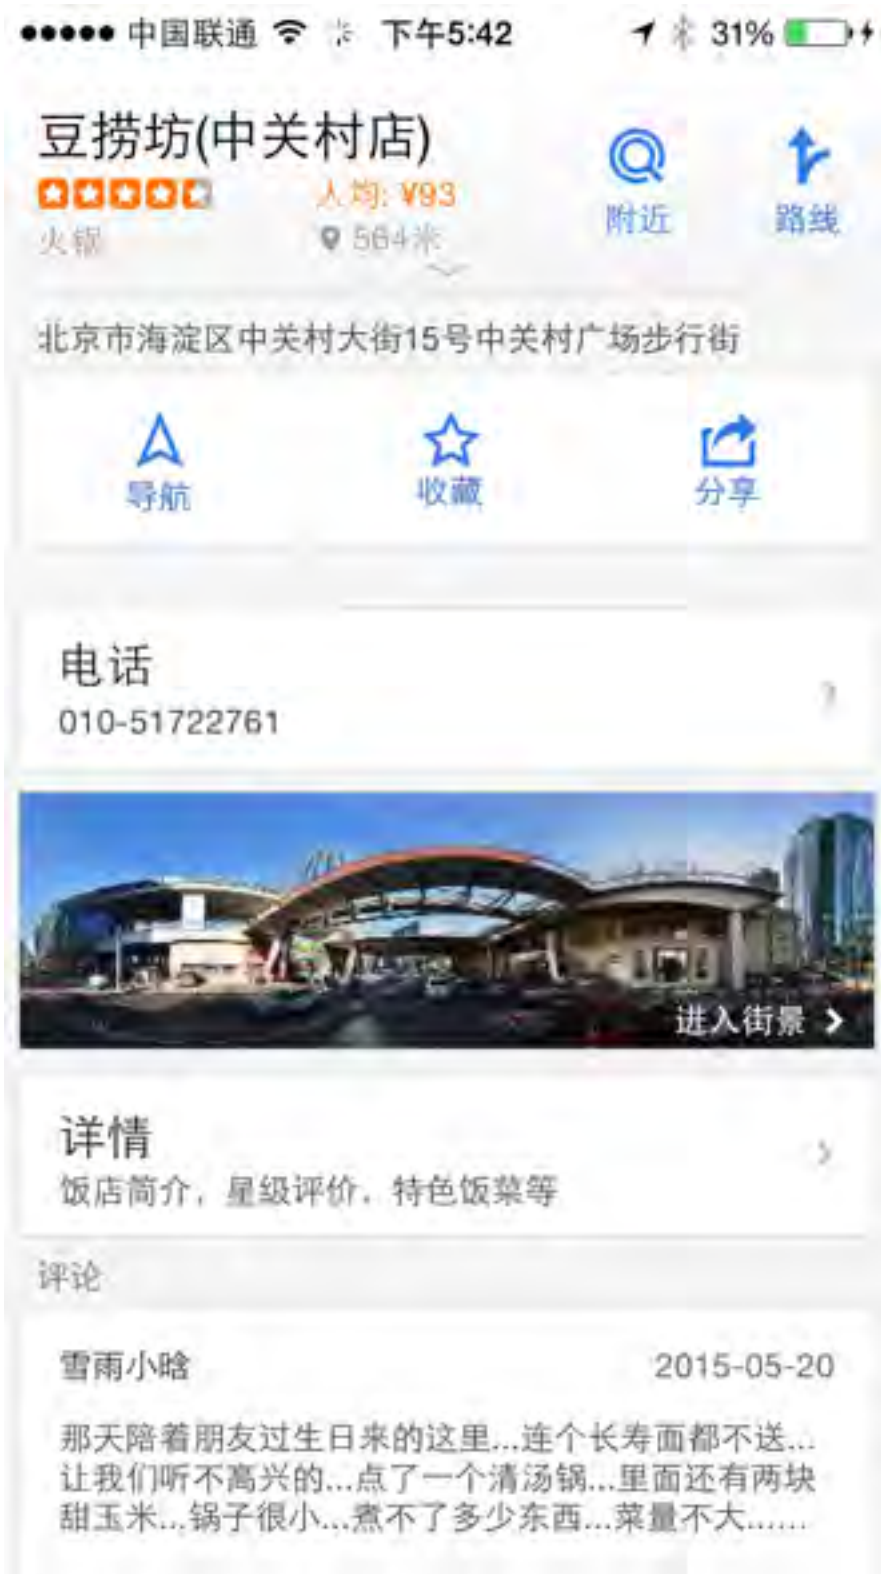 中国联通 下午5:42 31%
豆捞坊(中关村店)
人均: ¥93
附近 路线
火锅 564米
北京市海淀区中关村大街15号中关村广场步行街
导航 收藏 分享
电话
010-51722761
进入街景
详情
饭店简介，星级评价，特色饭菜等
评论
雪雨小晗 2015-05-20
那天陪着朋友过生日来的这里...连个长寿面都不送...
让我们听不高兴的...点了一个清汤锅...里面还有两块
甜玉米...锅子很小...煮不了多少东西...菜量不大......